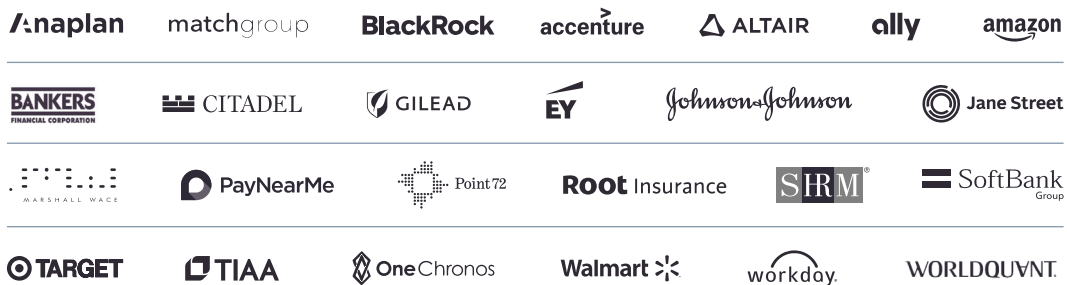 Anaplan
matchgroup
BlackRock
accenture
ALTAIR
ally
amazon
BANKERS
FINANCIAL CORPORATION
CITADEL
GILEAD
EY
Johnson&Johnson
Jane Street
MARSHALL WACE
PayNearMe
Point72
Root Insurance
SHRM®
SoftBank
Group
TARGET
TIAA
OneChronos
Walmart
workday.
WORLDQUANT.